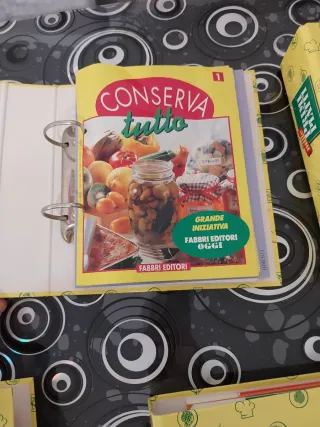 1
CONSERVA
tutto
GRANDE
INIZIATIVA
FABBRI EDITORI
OGGI
FABBRI EDITORI